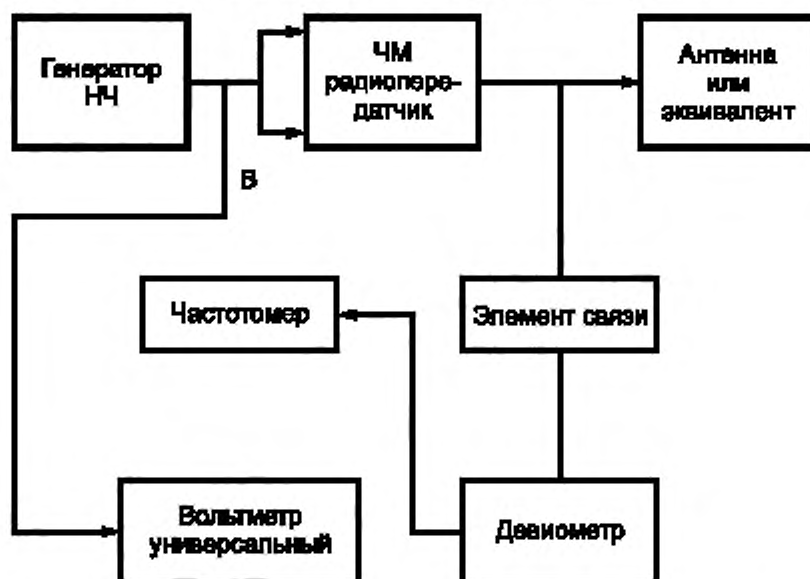 Генератор
НЧ
ЧМ
радиопере-
датчик
Антенна
или
эквивалент
В
Частотомер
Элемент связи
Вольтметр
универсальный
Девиометр